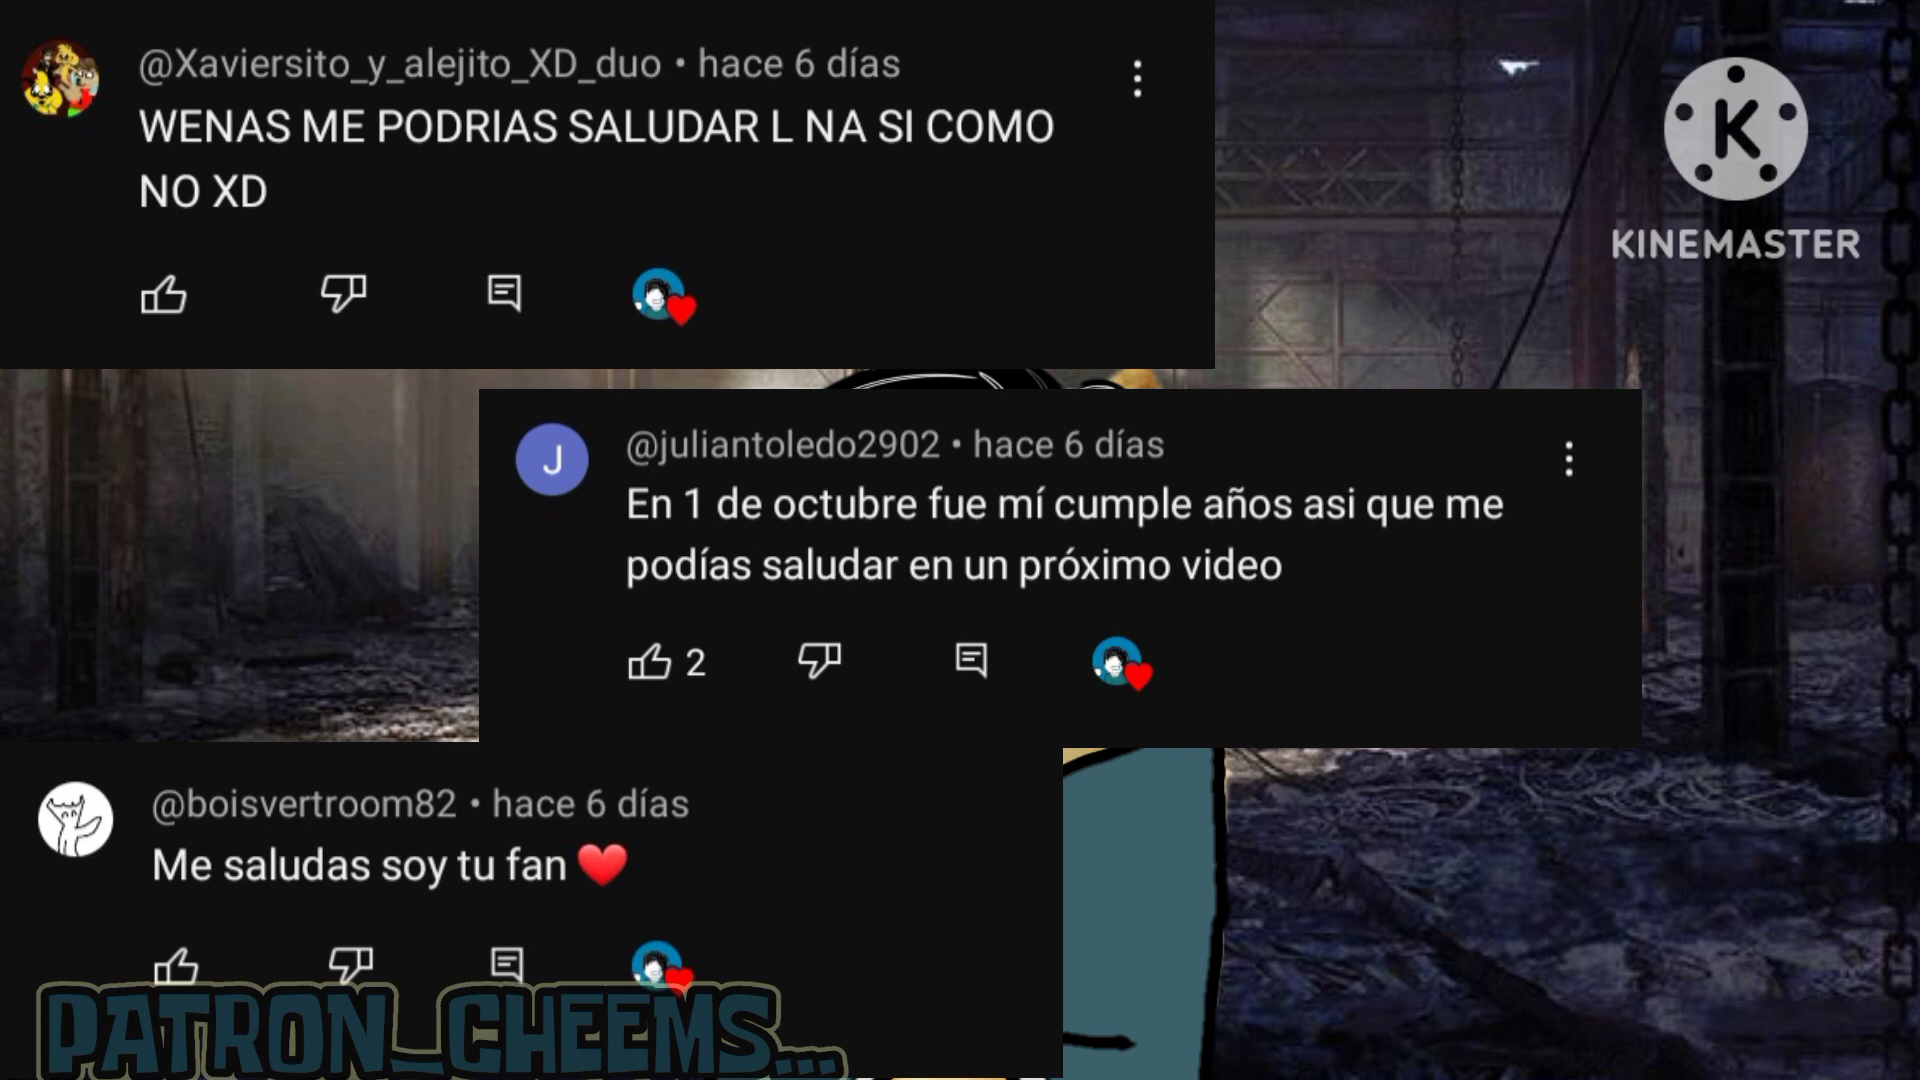 @Xaviersito_y_alejito_XD_duo • hace 6 días
WENAS ME PODRIAS SALUDAR L NA SI COMO
NO XD
K
KINEMASTER
J
@juliantoledo2902 • hace 6 días
En 1 de octubre fue mí cumple años asi que me
podías saludar en un próximo video
2
@boisvertroom82 • hace 6 días
Me saludas soy tu fan ❤️
PATRON_CHEEMS...